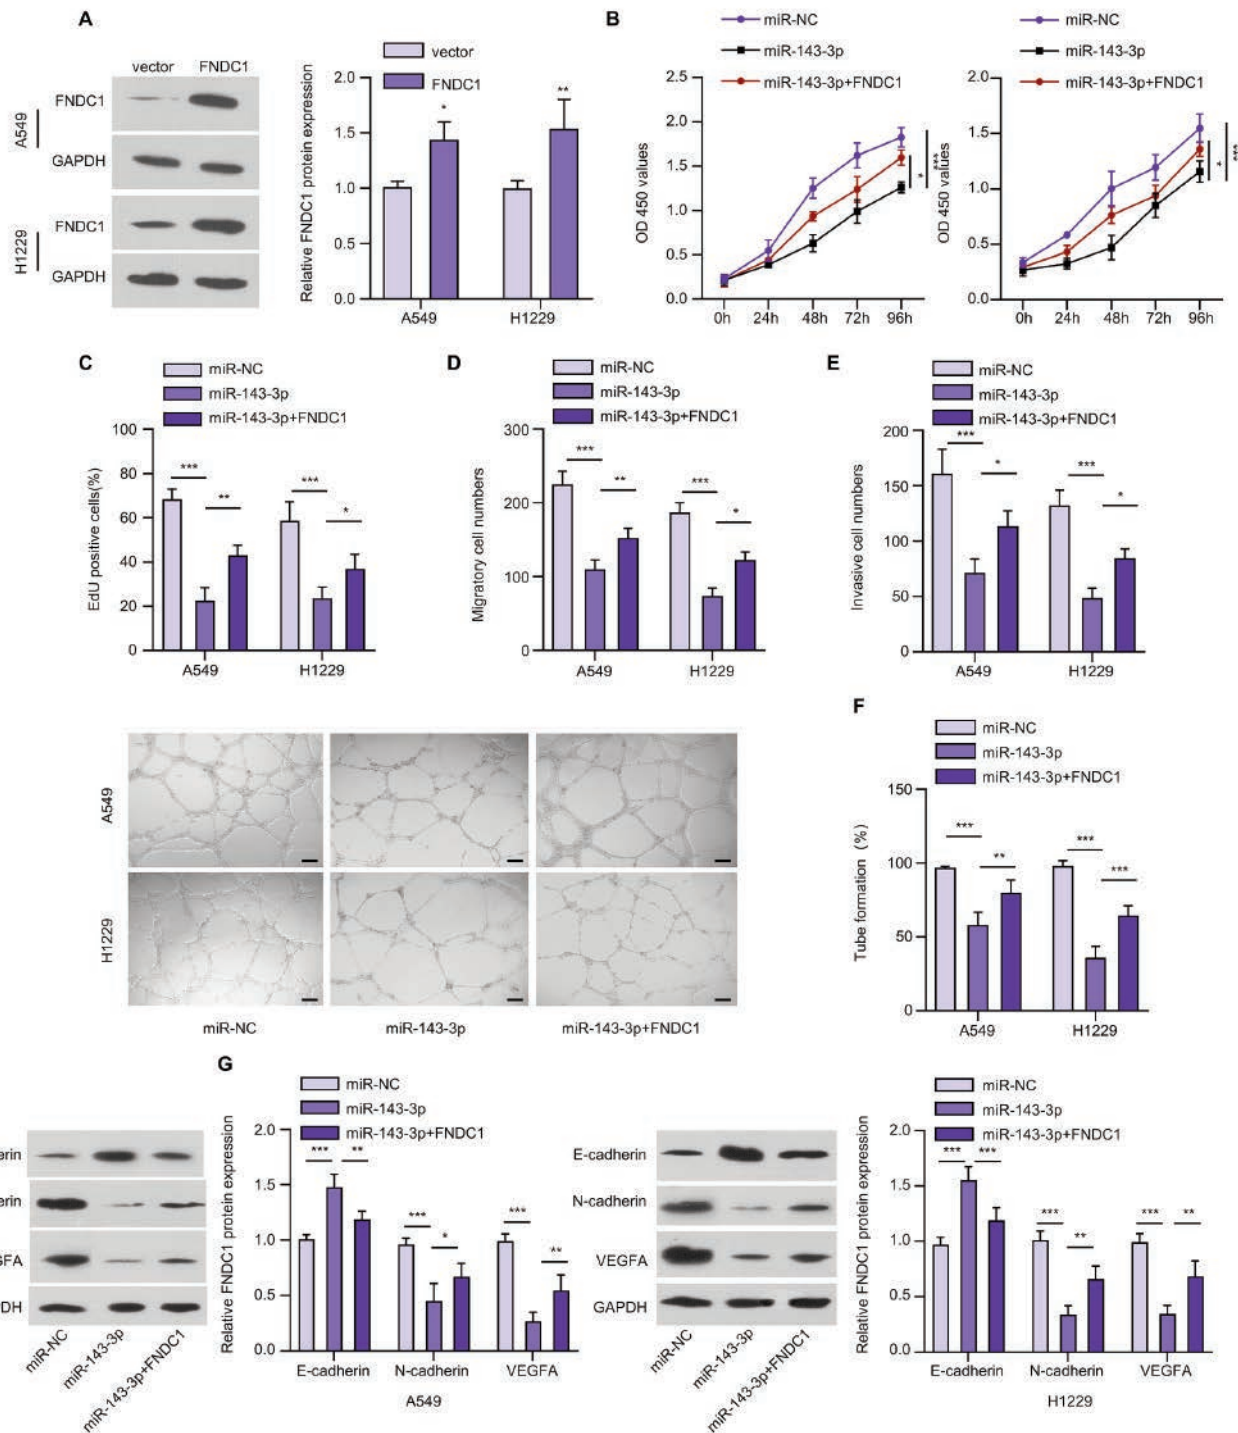 A
vector FNDC1
A549
FNDC1
GAPDH
H1229
FNDC1
GAPDH
vector
FNDC1
Relative FNDC1 protein expression
2.0
1.5
1.0
0.5
0.0
*
**
A549 H1229
B
miR-NC
miR-143-3p
miR-143-3p+FNDC1
OD 450 values
2.5
2.0
1.5
1.0
0.5
0.0
0h 24h 48h 72h 96h
*
***
miR-NC
miR-143-3p
miR-143-3p+FNDC1
OD 450 values
2.0
1.5
1.0
0.5
0.0
0h 24h 48h 72h 96h
*
***
C
miR-NC
miR-143-3p
miR-143-3p+FNDC1
EdU positive cells(%)
100
80
60
40
20
0
*** ** *** *
A549 H1229
D
miR-NC
miR-143-3p
miR-143-3p+FNDC1
Migratory cell numbers
300
200
100
0
*** ** *** *
A549 H1229
E
miR-NC
miR-143-3p
miR-143-3p+FNDC1
Invasive cell numbers
200
150
100
50
0
*** * *** *
A549 H1229
A549
H1229
miR-NC miR-143-3p miR-143-3p+FNDC1
F
miR-NC
miR-143-3p
miR-143-3p+FNDC1
Tube formation (%)
150
100
50
0
*** ** *** ***
A549 H1229
G
erin
erin
GFA
PDH
miR-NC
miR-143-3p
miR-143-3p+FNDC1
miR-NC
miR-143-3p
miR-143-3p+FNDC1
Relative FNDC1 protein expression
2.0
1.5
1.0
0.5
0.0
*** ** *** * *** **
E-cadherin N-cadherin VEGFA
A549
E-cadherin
N-cadherin
VEGFA
GAPDH
miR-NC
miR-143-3p
miR-143-3p+FNDC1
miR-NC
miR-143-3p
miR-143-3p+FNDC1
Relative FNDC1 protein expression
2.0
1.5
1.0
0.5
0.0
*** *** *** ** *** **
E-cadherin N-cadherin VEGFA
H1229